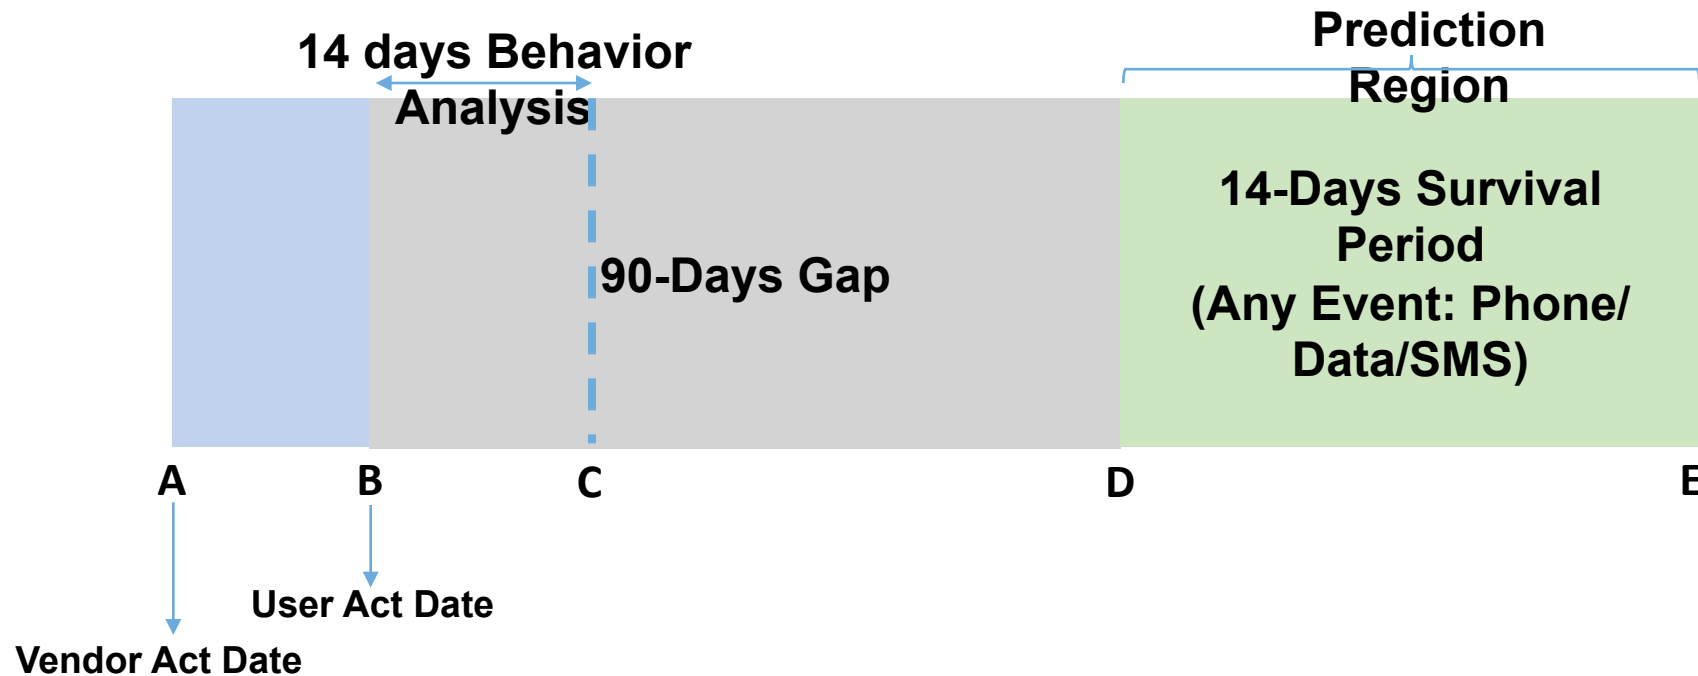 14 days Behavior
Analysis
Prediction
Region
90-Days Gap
14-Days Survival
Period
(Any Event: Phone/
Data/SMS)
A
B
C
D
E
User Act Date
Vendor Act Date